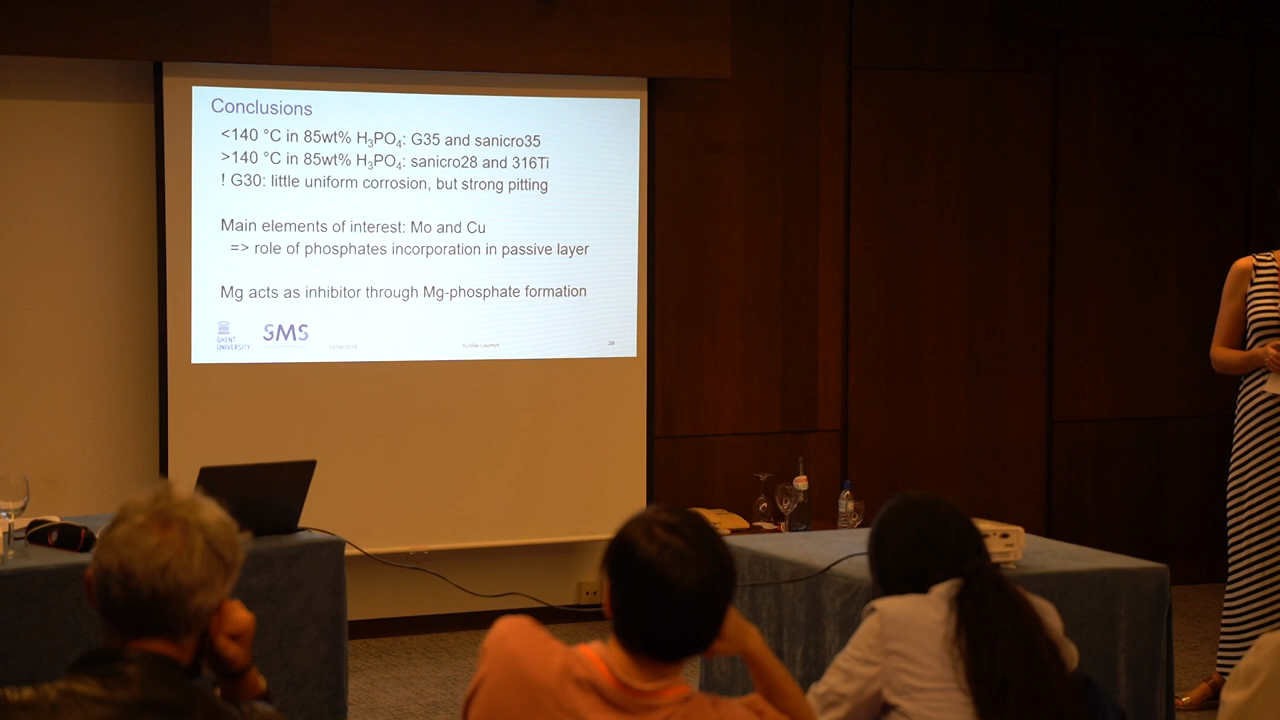 Conclusions
<140 °C in 85wt% H₃PO₄: G35 and sanicro35
>140 °C in 85wt% H₃PO₄: sanicro28 and 316Ti
! G30: little uniform corrosion, but strong pitting
Main elements of interest: Mo and Cu
=> role of phosphates incorporation in passive layer
Mg acts as inhibitor through Mg-phosphate formation
GHENT
UNIVERSITY
SMS
29